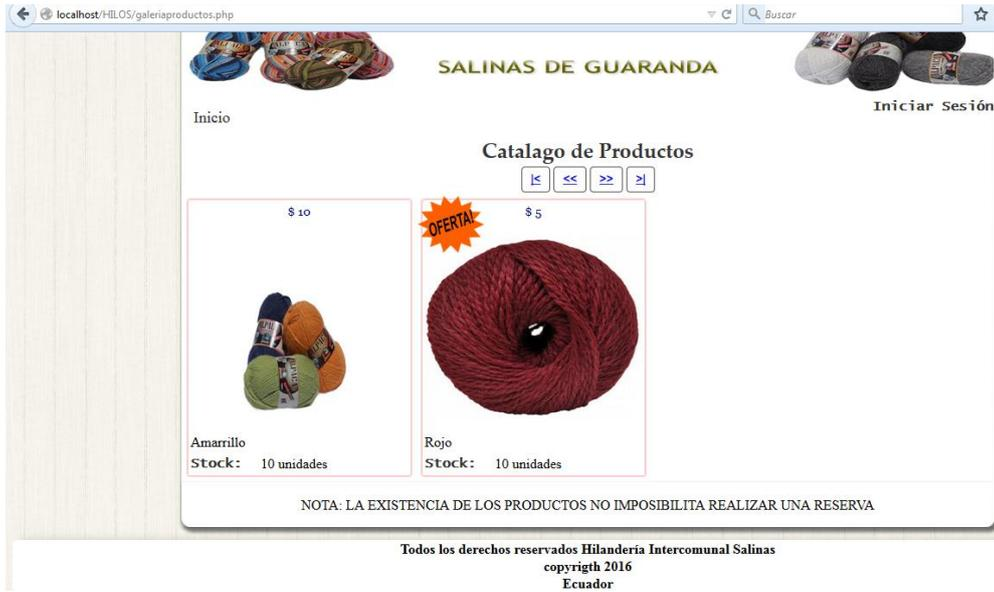 localhost/HILOS/galeriaproductos.php
Buscar
SALINAS DE GUARANDA
Iniciar Sesión
Inicio
Catalago de Productos
|< << >> >|
$ 10
OFERTA!
$ 5
Amarrillo
Stock: 10 unidades
Rojo
Stock: 10 unidades
NOTA: LA EXISTENCIA DE LOS PRODUCTOS NO IMPOSIBILITA REALIZAR UNA RESERVA
Todos los derechos reservados Hilandería Intercomunal Salinas
copyrigth 2016
Ecuador